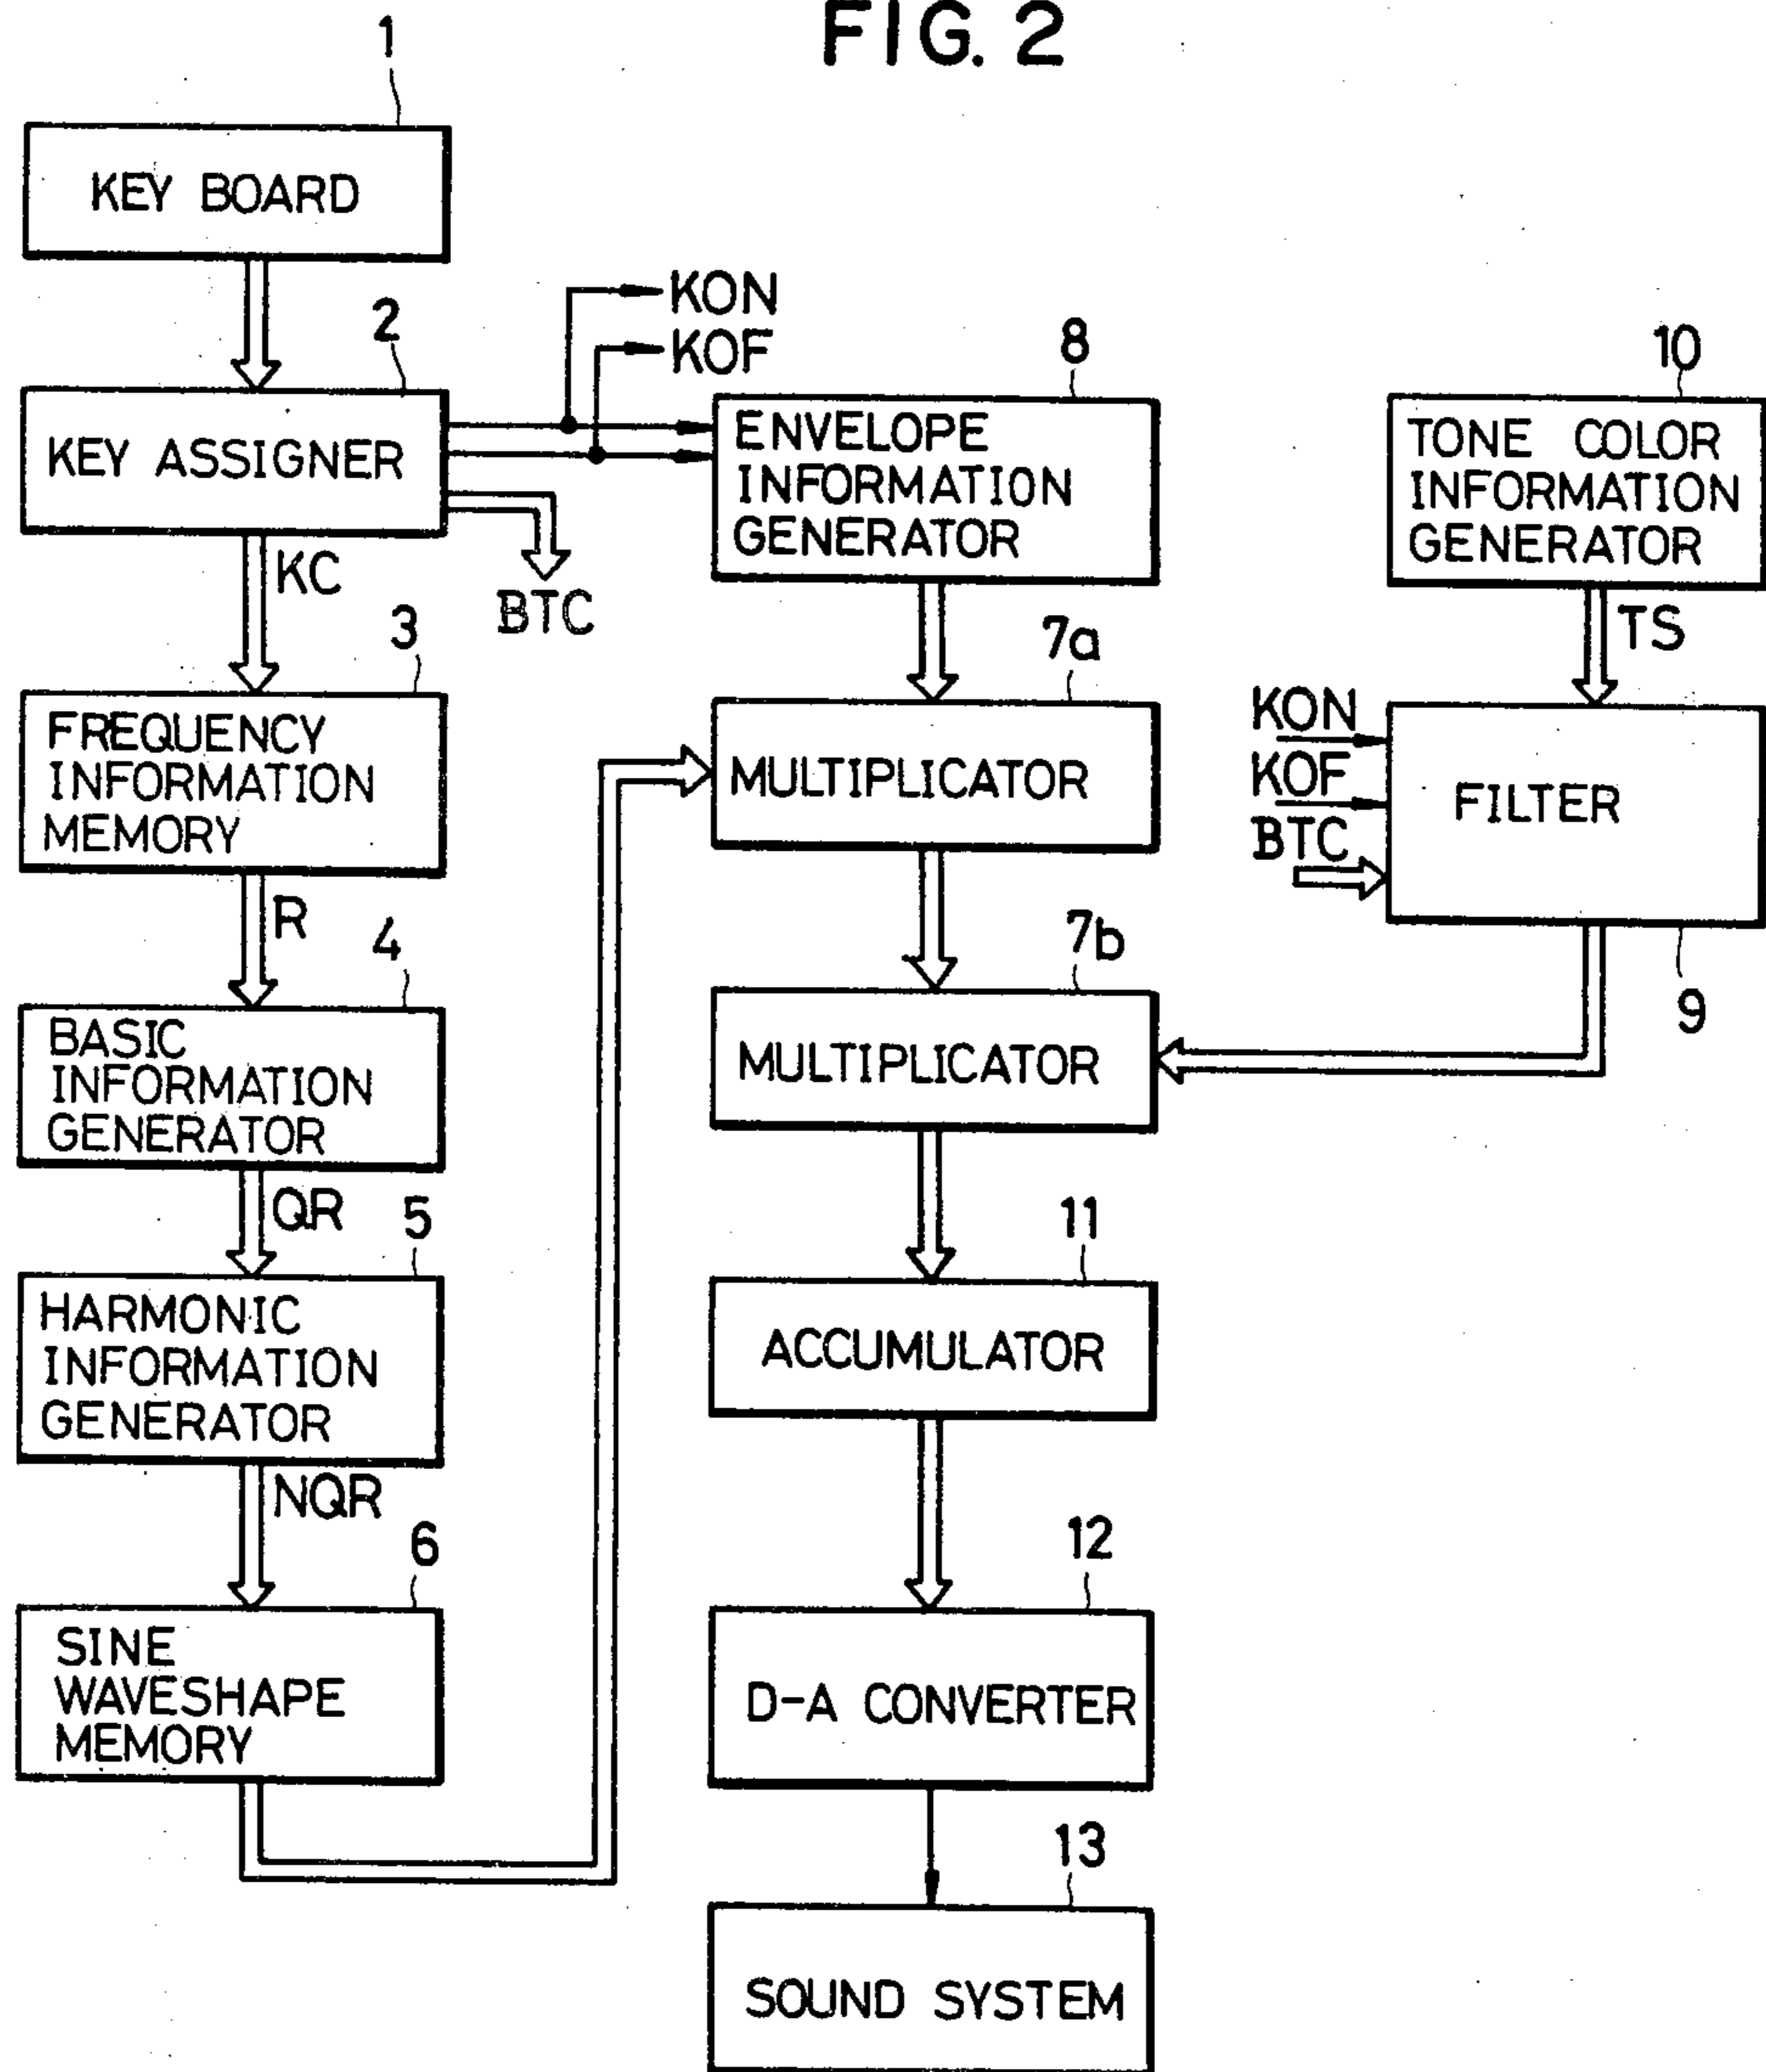 FIG. 2
1
KEY BOARD
2
KEY ASSIGNER
KON
KOF
BTC
KC
3
FREQUENCY
INFORMATION
MEMORY
R
4
BASIC
INFORMATION
GENERATOR
QR
5
HARMONIC
INFORMATION
GENERATOR
NQR
6
SINE
WAVESHAPE
MEMORY
8
ENVELOPE
INFORMATION
GENERATOR
7a
MULTIPLICATOR
7b
MULTIPLICATOR
11
ACCUMULATOR
12
D-A CONVERTER
13
SOUND SYSTEM
10
TONE COLOR
INFORMATION
GENERATOR
TS
KON
KOF
BTC
FILTER
9